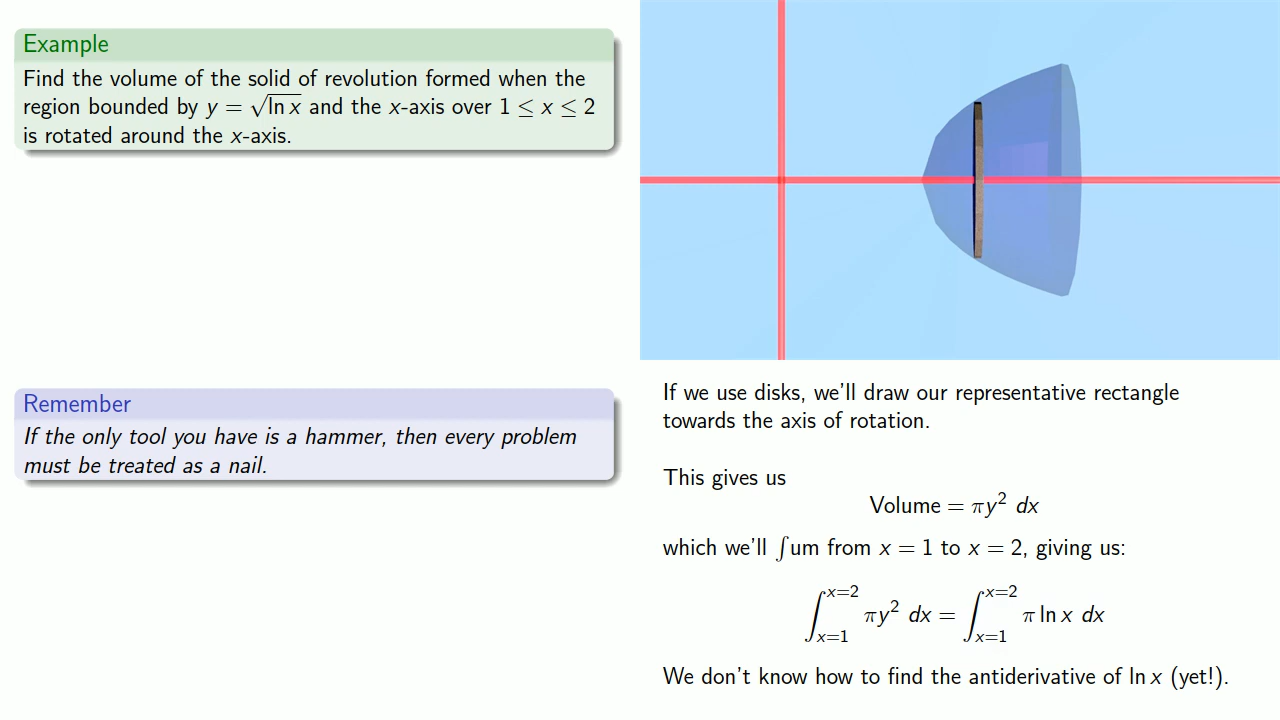 Example
Find the volume of the solid of revolution formed when the
region bounded by y = √ln x and the x-axis over 1 ≤ x ≤ 2
is rotated around the x-axis.
Remember
If the only tool you have is a hammer, then every problem
must be treated as a nail.
If we use disks, we'll draw our representative rectangle
towards the axis of rotation.
This gives us
Volume = πy² dx
which we'll ∫um from x = 1 to x = 2, giving us:
∫_{x=1}^{x=2} πy² dx = ∫_{x=1}^{x=2} π ln x dx
We don't know how to find the antiderivative of ln x (yet!).